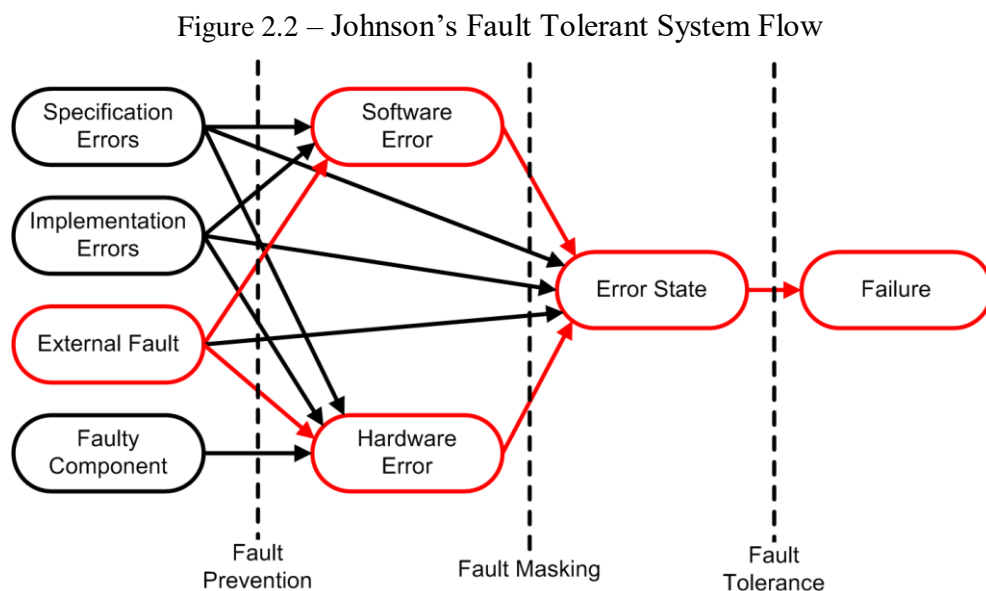 Figure 2.2 – Johnson’s Fault Tolerant System Flow
Specification
Errors
Software
Error
Implementation
Errors
Error State
Failure
External Fault
Faulty
Component
Hardware
Error
Fault
Prevention
Fault Masking
Fault
Tolerance